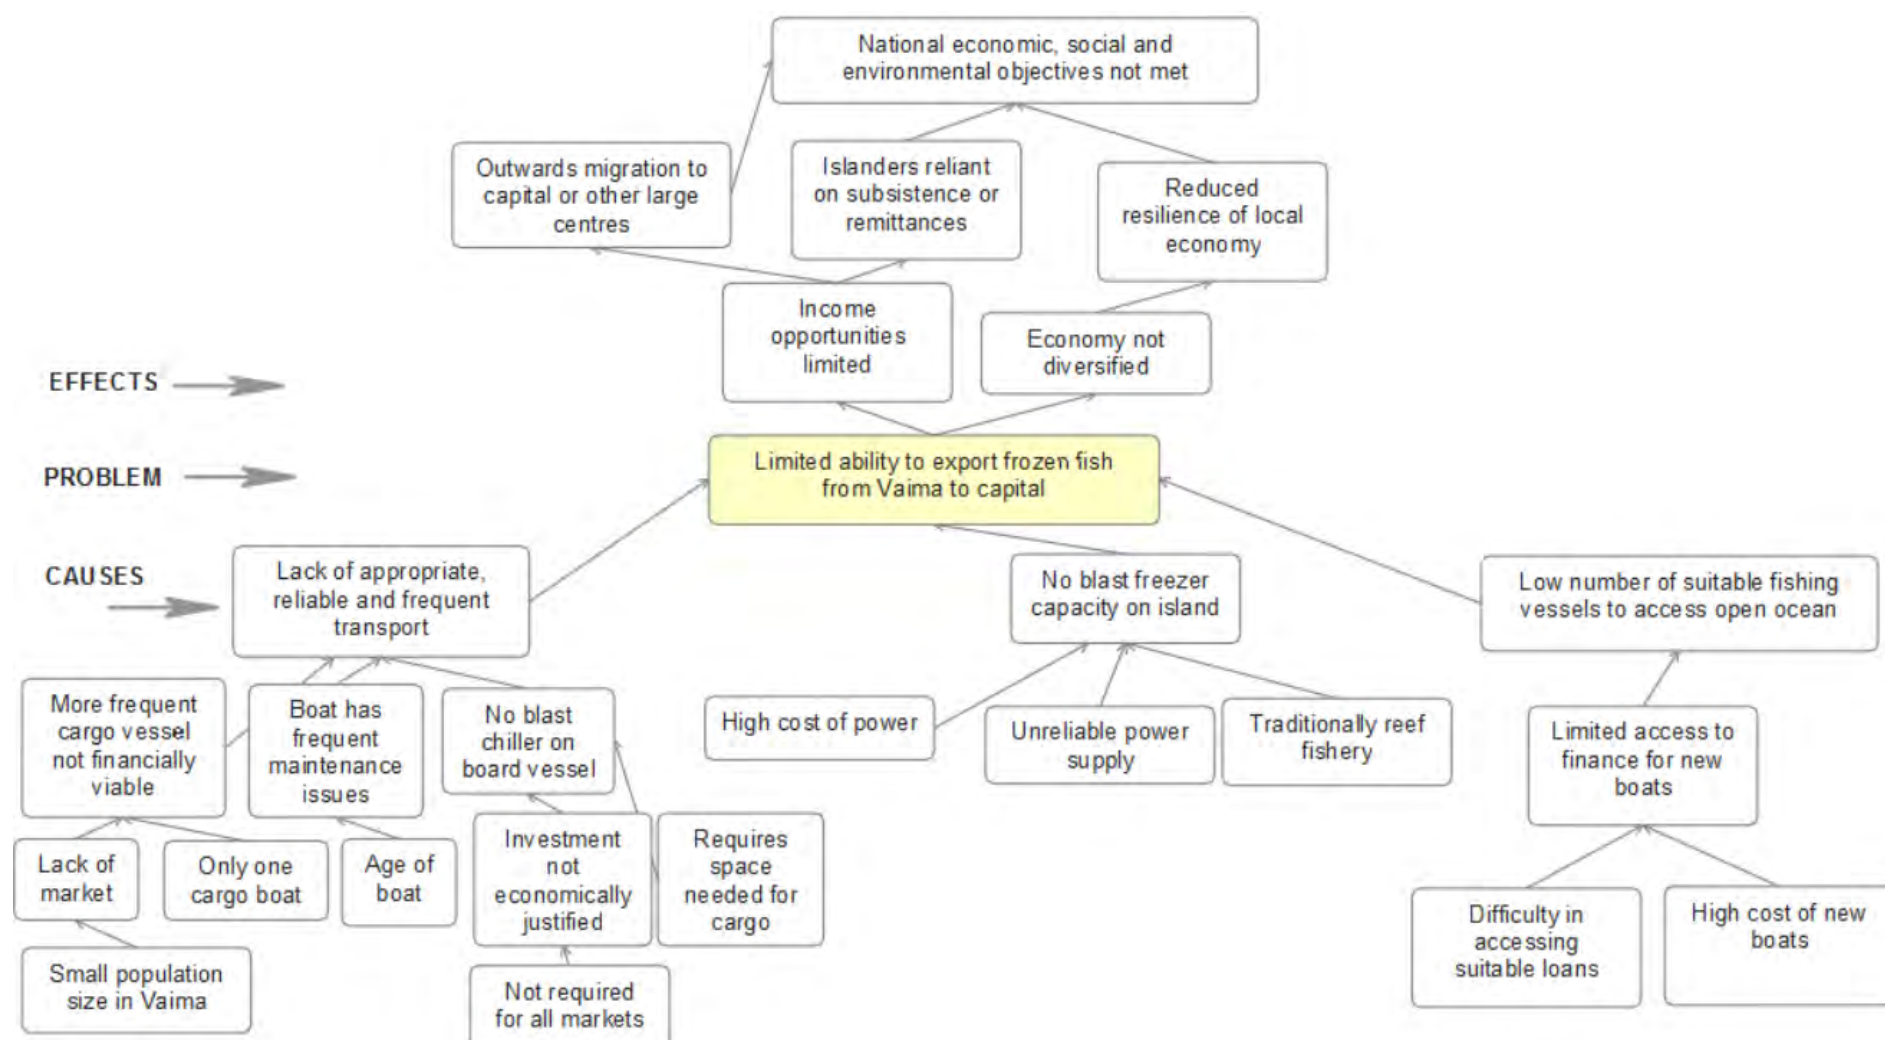 National economic, social and
environmental objectives not met
Outwards migration to
capital or other large
centres
Islanders reliant
on subsistence or
remittances
Reduced
resilience of local
economy
Income
opportunities
limited
Economy not
diversified
EFFECTS
PROBLEM
Limited ability to export frozen fish
from Vaima to capital
CAUSES
Lack of appropriate,
reliable and frequent
transport
No blast freezer
capacity on island
Low number of suitable fishing
vessels to access open ocean
More frequent
cargo vessel
not financially
viable
Boat has
frequent
maintenance
issues
No blast
chiller on
board vessel
High cost of power
Unreliable power
supply
Traditionally reef
fishery
Limited access to
finance for new
boats
Lack of
market
Only one
cargo boat
Age of
boat
Investment
not
economically
justified
Requires
space
needed for
cargo
Difficulty in
accessing
suitable loans
High cost of new
boats
Small population
size in Vaima
Not required
for all markets